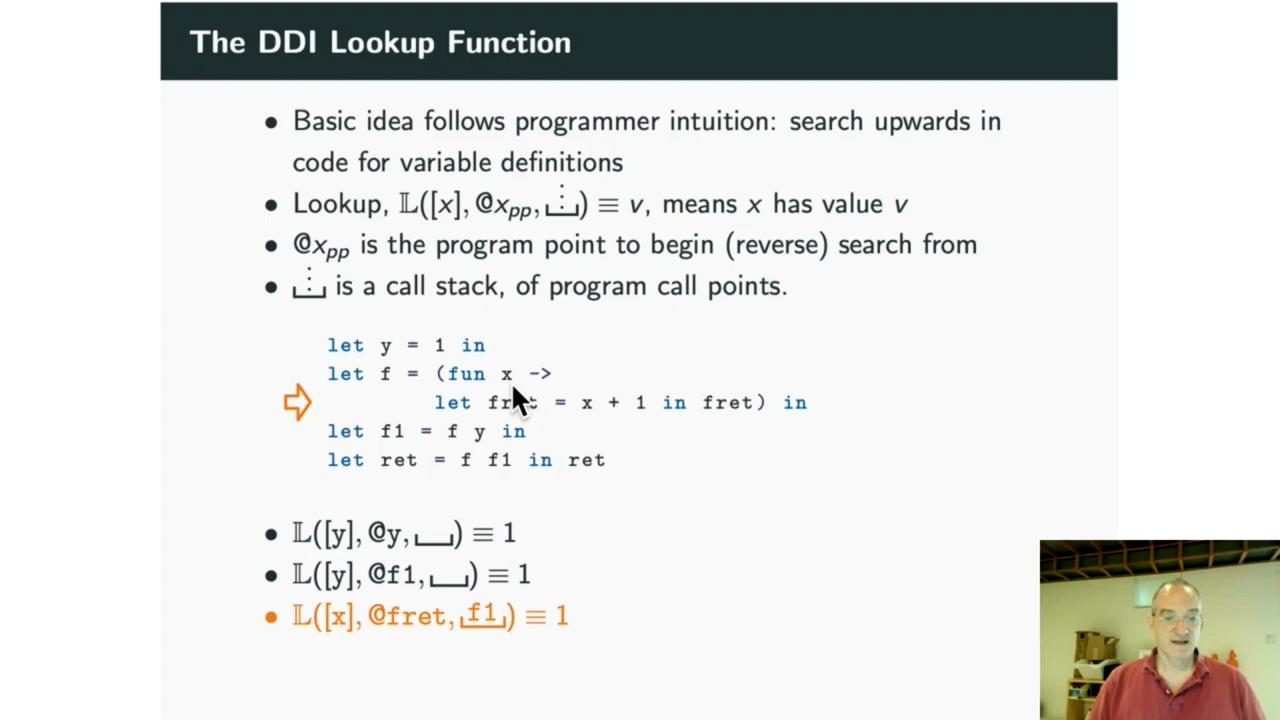 The DDI Lookup Function
• Basic idea follows programmer intuition: search upwards in
code for variable definitions
• Lookup, 𝕃([x], @xₚₚ, ⎵⋮) ≡ v, means x has value v
• @xₚₚ is the program point to begin (reverse) search from
• ⎵⋮ is a call stack, of program call points.
let y = 1 in
let f = (fun x ->
let fret = x + 1 in fret) in
let f1 = f y in
let ret = f f1 in ret
• 𝕃([y], @y, ⎵) ≡ 1
• 𝕃([y], @f1, ⎵) ≡ 1
• 𝕃([x], @fret, f1) ≡ 1